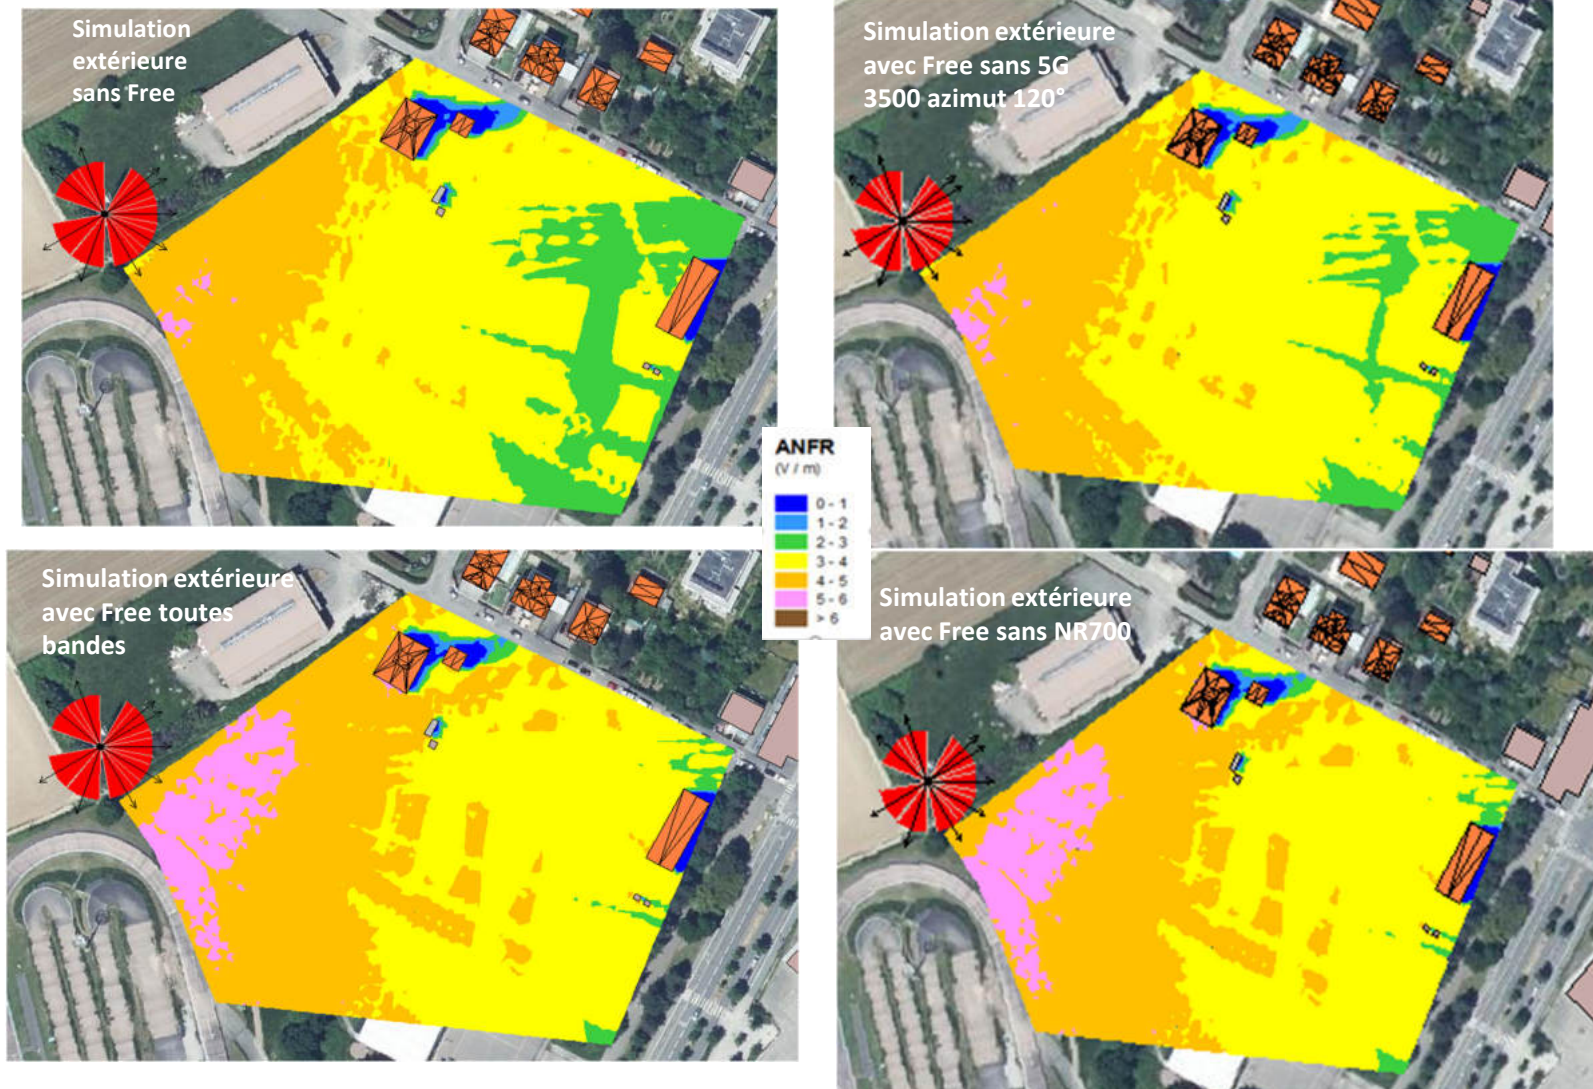 Simulation
extérieure
sans Free
Simulation extérieure
avec Free sans 5G
3500 azimut 120°
ANFR
(V / m)
0 - 1
1 - 2
2 - 3
3 - 4
4 - 5
5 - 6
> 6
Simulation extérieure
avec Free toutes
bandes
Simulation extérieure
avec Free sans NR700